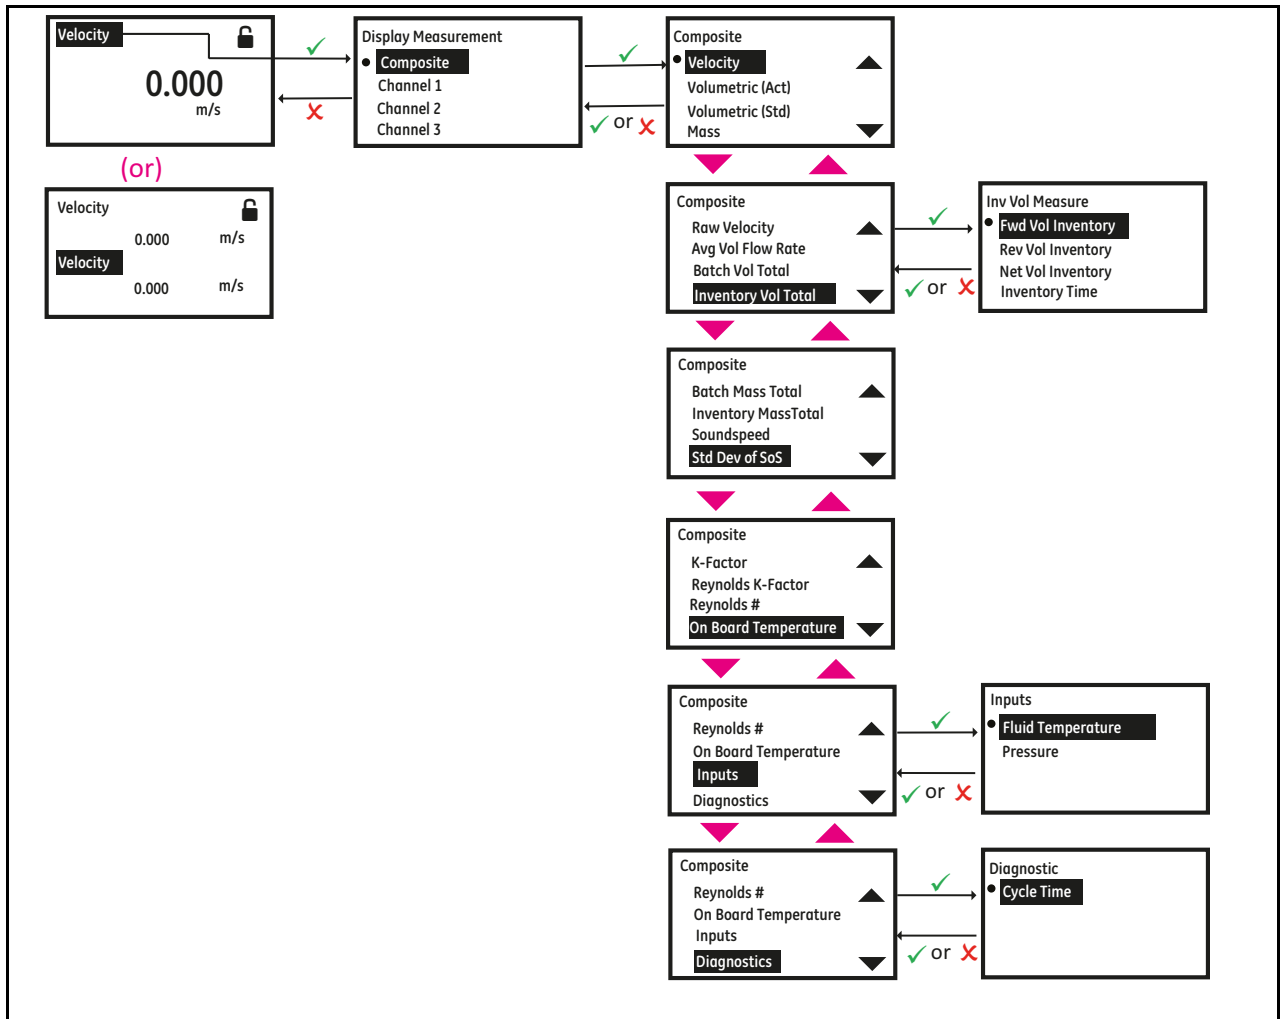 Velocity
0.000
m/s
(or)
Velocity
0.000 m/s
Velocity
0.000 m/s
Display Measurement
Composite
Channel 1
Channel 2
Channel 3
or
Composite
Velocity
Volumetric (Act)
Volumetric (Std)
Mass
Composite
Raw Velocity
Avg Vol Flow Rate
Batch Vol Total
Inventory Vol Total
or
Inv Vol Measure
Fwd Vol Inventory
Rev Vol Inventory
Net Vol Inventory
Inventory Time
Composite
Batch Mass Total
Inventory MassTotal
Soundspeed
Std Dev of SoS
Composite
K-Factor
Reynolds K-Factor
Reynolds #
On Board Temperature
Composite
Reynolds #
On Board Temperature
Inputs
Diagnostics
or
Inputs
Fluid Temperature
Pressure
Composite
Reynolds #
On Board Temperature
Inputs
Diagnostics
or
Diagnostic
Cycle Time